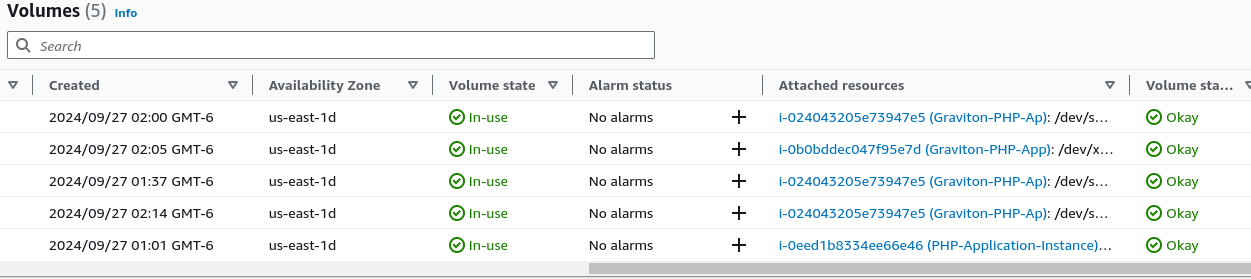 Volumes (5) Info
Search
Created Availability Zone Volume state Alarm status Attached resources Volume sta...
2024/09/27 02:00 GMT-6 us-east-1d In-use No alarms + i-024043205e73947e5 (Graviton-PHP-Ap): /dev/s...  Okay
2024/09/27 02:05 GMT-6 us-east-1d In-use No alarms + i-0b0bddec047f95e7d (Graviton-PHP-App): /dev/x... Okay
2024/09/27 01:37 GMT-6 us-east-1d In-use No alarms + i-024043205e73947e5 (Graviton-PHP-Ap): /dev/s... Okay
2024/09/27 02:14 GMT-6 us-east-1d In-use No alarms + i-024043205e73947e5 (Graviton-PHP-Ap): /dev/s... Okay
2024/09/27 01:01 GMT-6 us-east-1d In-use No alarms + i-0eed1b8334ee66e46 (PHP-Application-Instance)... Okay